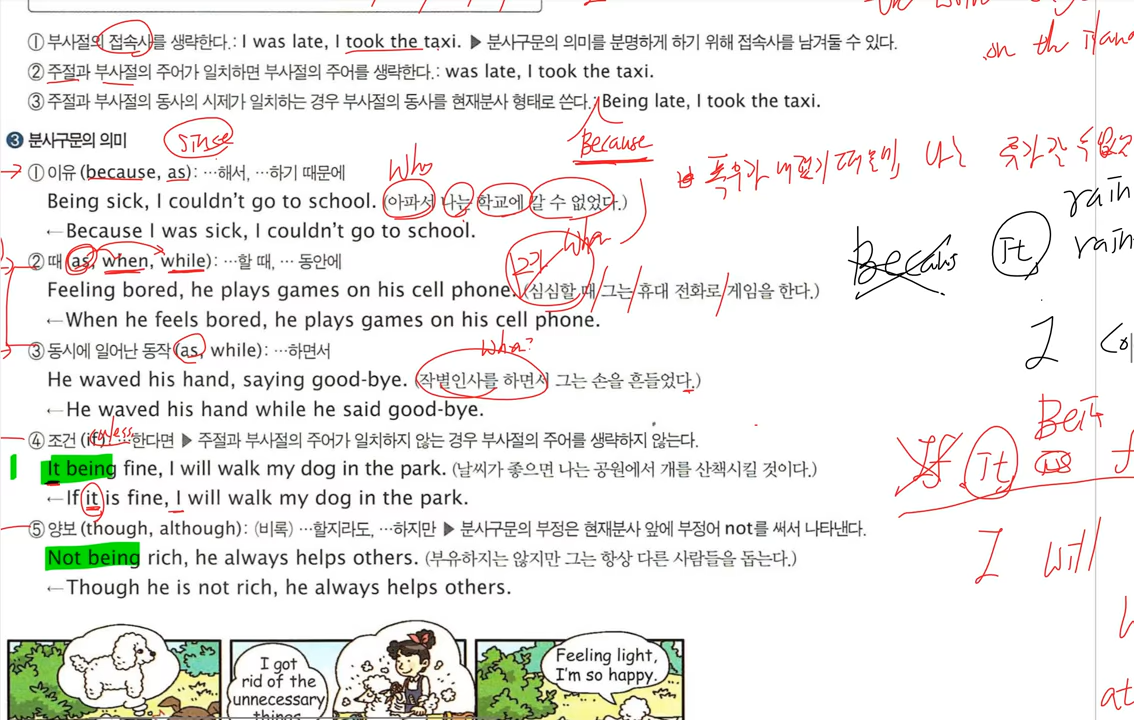 the
on the
① 부사절의 접속사를 생략한다.: I was late, I took the taxi. ▶ 분사구문의 의미를 분명하게 하기 위해 접속사를 남겨둘 수 있다.
② 주절과 부사절의 주어가 일치하면 부사절의 주어를 생략한다.: was late, I took the taxi.
③ 주절과 부사절의 동사의 시제가 일치하는 경우 부사절의 동사를 현재분사 형태로 쓴다.: Being late, I took the taxi.
Because
❸ 분사구문의 의미
since
① 이유 (because, as): …해서, …하기 때문에
Who
폭우가 내렸기 때문에, 나는
Being sick, I couldn't go to school. (아파서 나는 학교에 갈 수 없었다.)
rain
←Because I was sick, I couldn't go to school.
When
It rain
② 때 (as, when, while): …할 때, … 동안에
Feeling bored, he plays games on his cell phone. (심심할 때 그는 휴대 전화로 게임을 한다.)
←When he feels bored, he plays games on his cell phone.
I
③ 동시에 일어난 동작 (as, while): …하면서
He waved his hand, saying good-bye. (작별인사를 하면서 그는 손을 흔들었다.)
←He waved his hand while he said good-bye.
unless
④ 조건 (if): …한다면 ▶ 주절과 부사절의 주어가 일치하지 않는 경우 부사절의 주어를 생략하지 않는다.
It being fine, I will walk my dog in the park. (날씨가 좋으면 나는 공원에서 개를 산책시킬 것이다.)
If It
←If it is fine, I will walk my dog in the park.
⑤ 양보 (though, although): (비록) …할지라도, …하지만 ▶ 분사구문의 부정은 현재분사 앞에 부정어 not를 써서 나타낸다.
Not being rich, he always helps others. (부유하지는 않지만 그는 항상 다른 사람들을 돕는다.)
I will
←Though he is not rich, he always helps others.
I got
rid of the
unnecessary
things
Feeling light,
I'm so happy.
at